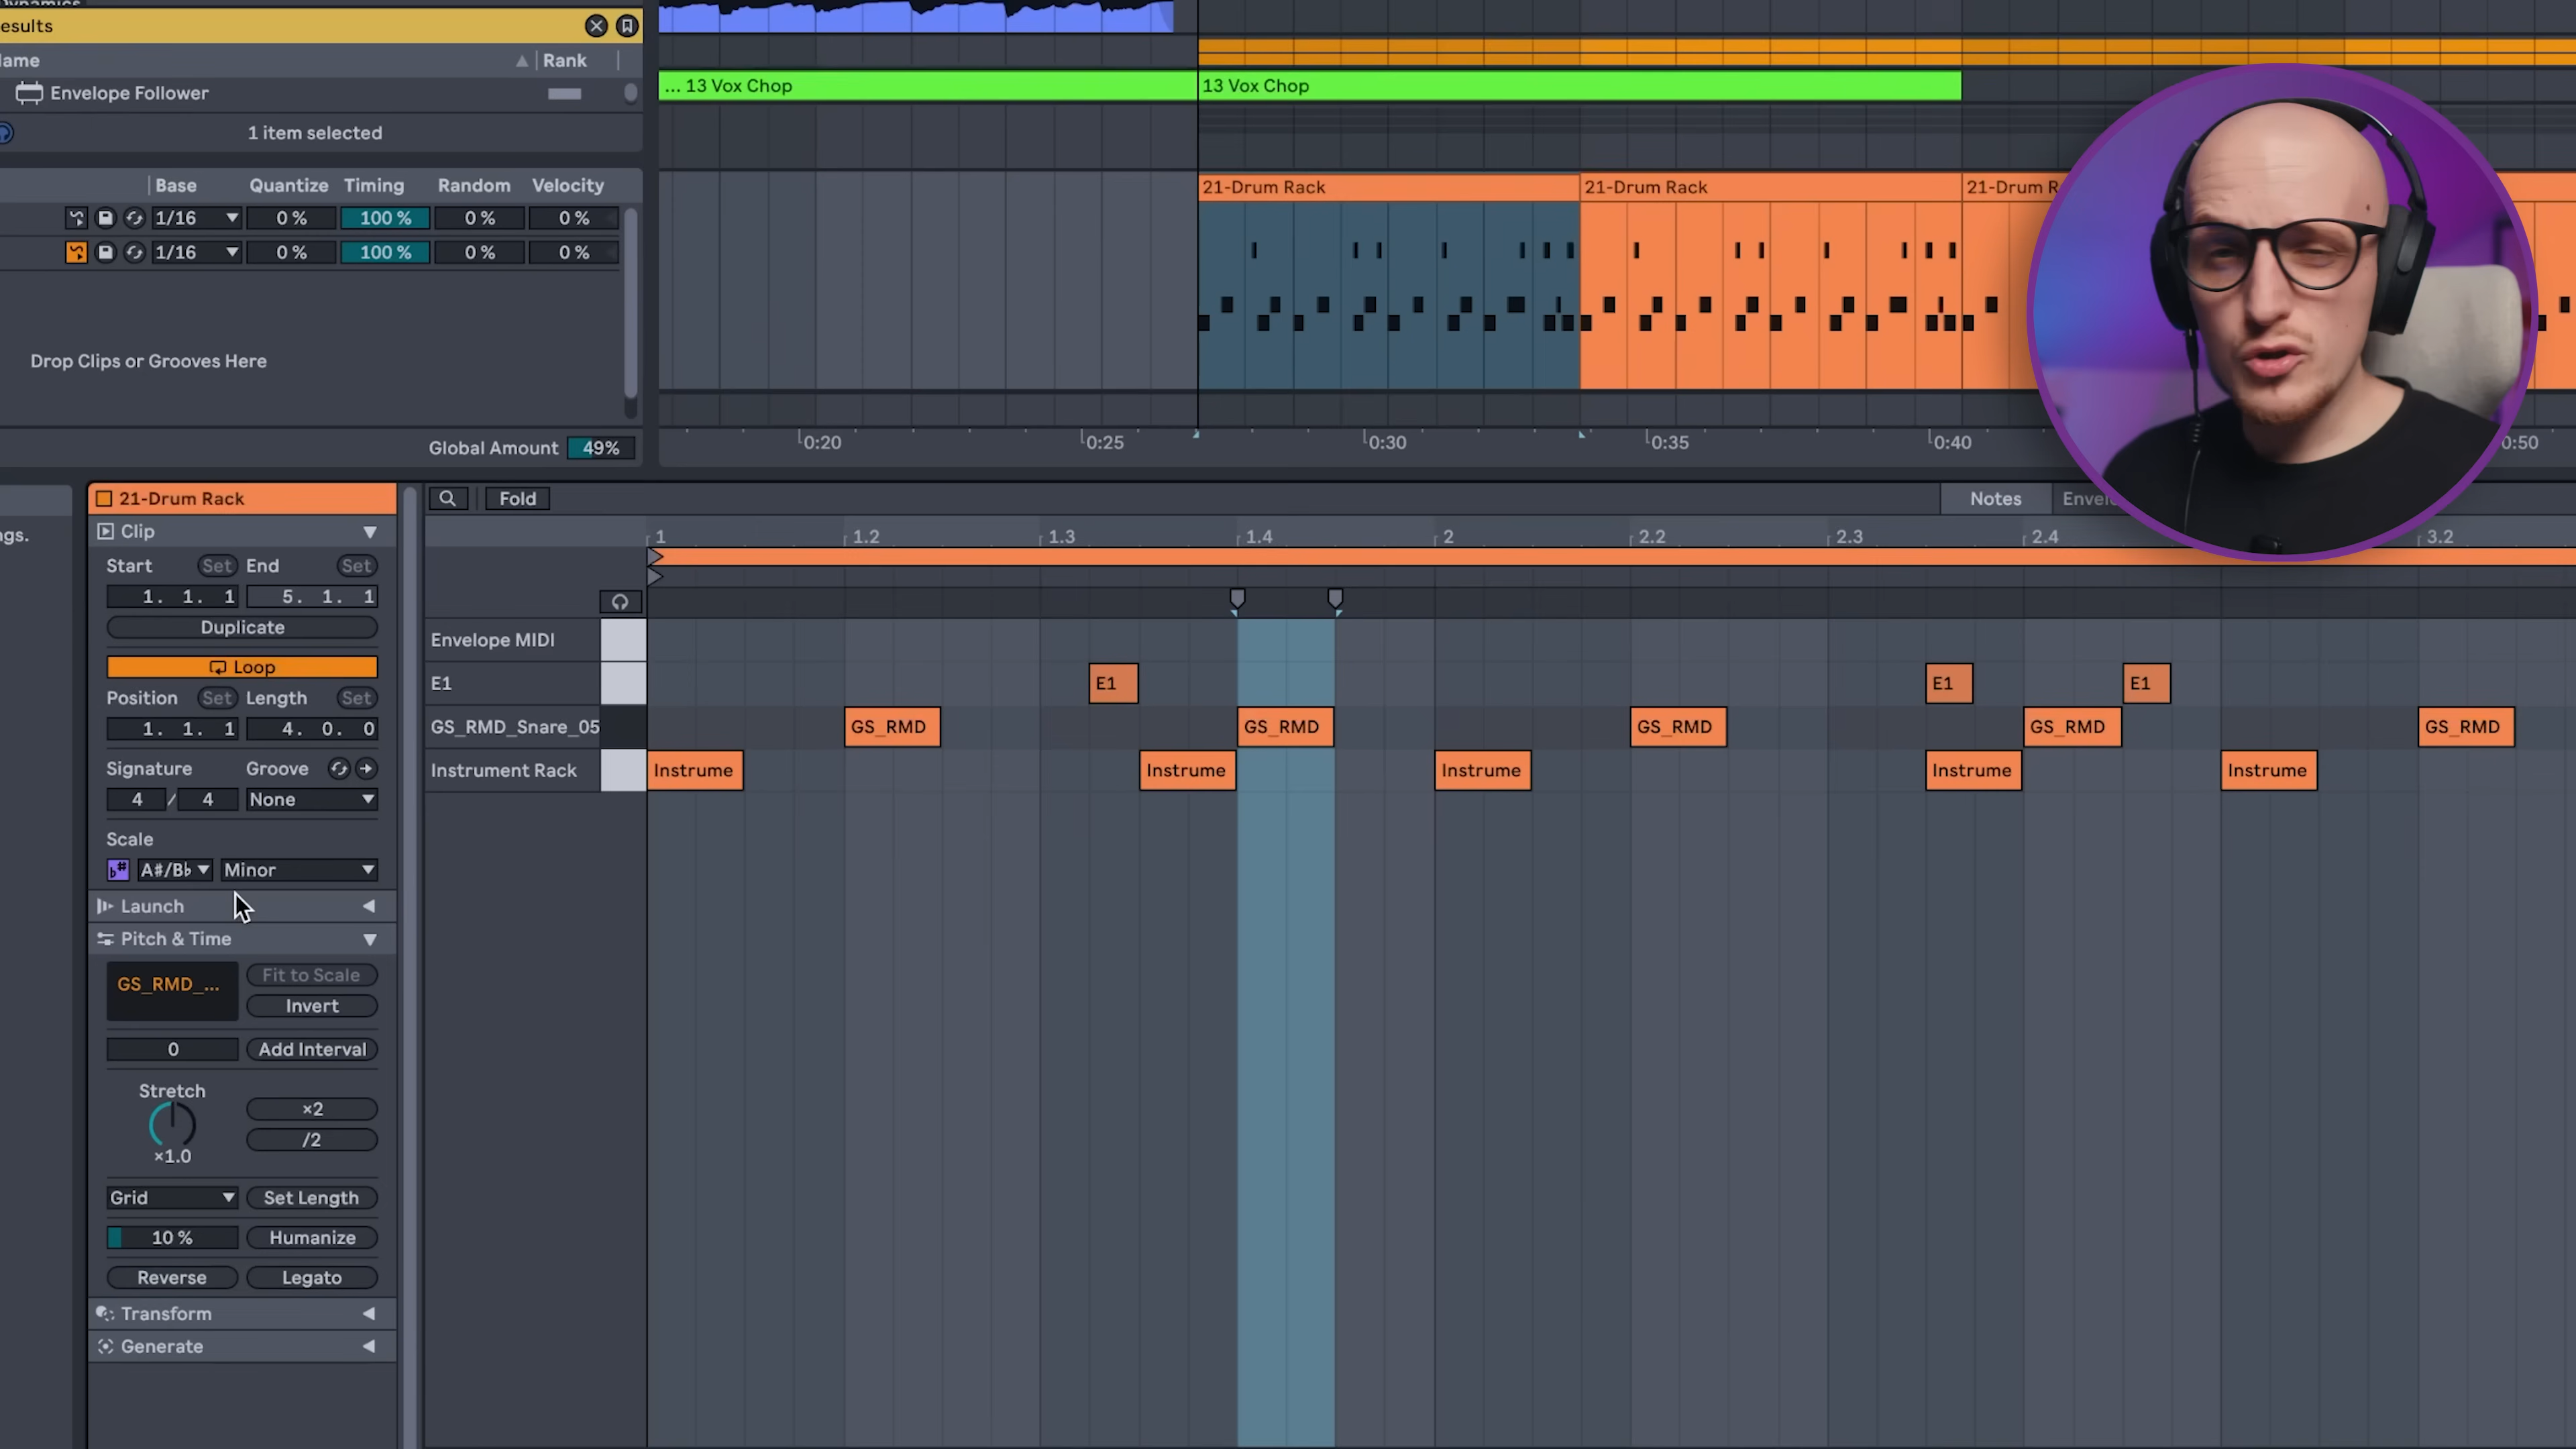 esults
ame Rank
Envelope Follower
1 item selected
Base Quantize Timing Random Velocity
1/16 0 % 100 % 0 % 0 %
1/16 0 % 100 % 0 % 0 %
Drop Clips or Grooves Here
Global Amount 49%
... 13 Vox Chop 13 Vox Chop
21-Drum Rack 21-Drum Rack 21-Drum R
0:20 0:25 0:30 0:35 0:40 0:50
gs.
21-Drum Rack
Clip
Start Set End Set
1. 1. 1 5. 1. 1
Duplicate
Loop
Position Set Length Set
1. 1. 1 4. 0. 0
Signature Groove
4 / 4 None
Scale
b# A#/B♭ Minor
Launch
Pitch & Time
GS_RMD_... Fit to Scale
Invert
0 Add Interval
Stretch
×2
/2
×1.0
Grid Set Length
10 % Humanize
Reverse Legato
Transform
Generate
Fold Notes Envel
1 1.2 1.3 1.4 2 2.2 2.3 2.4 3.2
Envelope MIDI
E1 E1 E1 E1
GS_RMD_Snare_05 GS_RMD GS_RMD GS_RMD GS_RMD GS_RMD
Instrument Rack Instrume Instrume Instrume Instrume Instrume